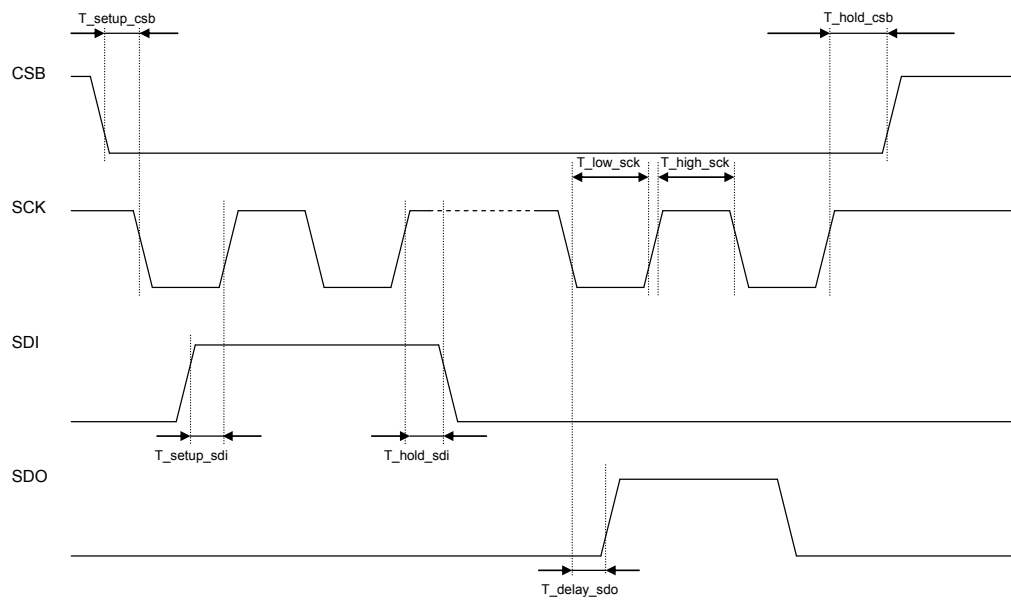 T_setup_csb
T_hold_csb
CSB
T_low_sck
T_high_sck
SCK
SDI
T_setup_sdi
T_hold_sdi
SDO
T_delay_sdo